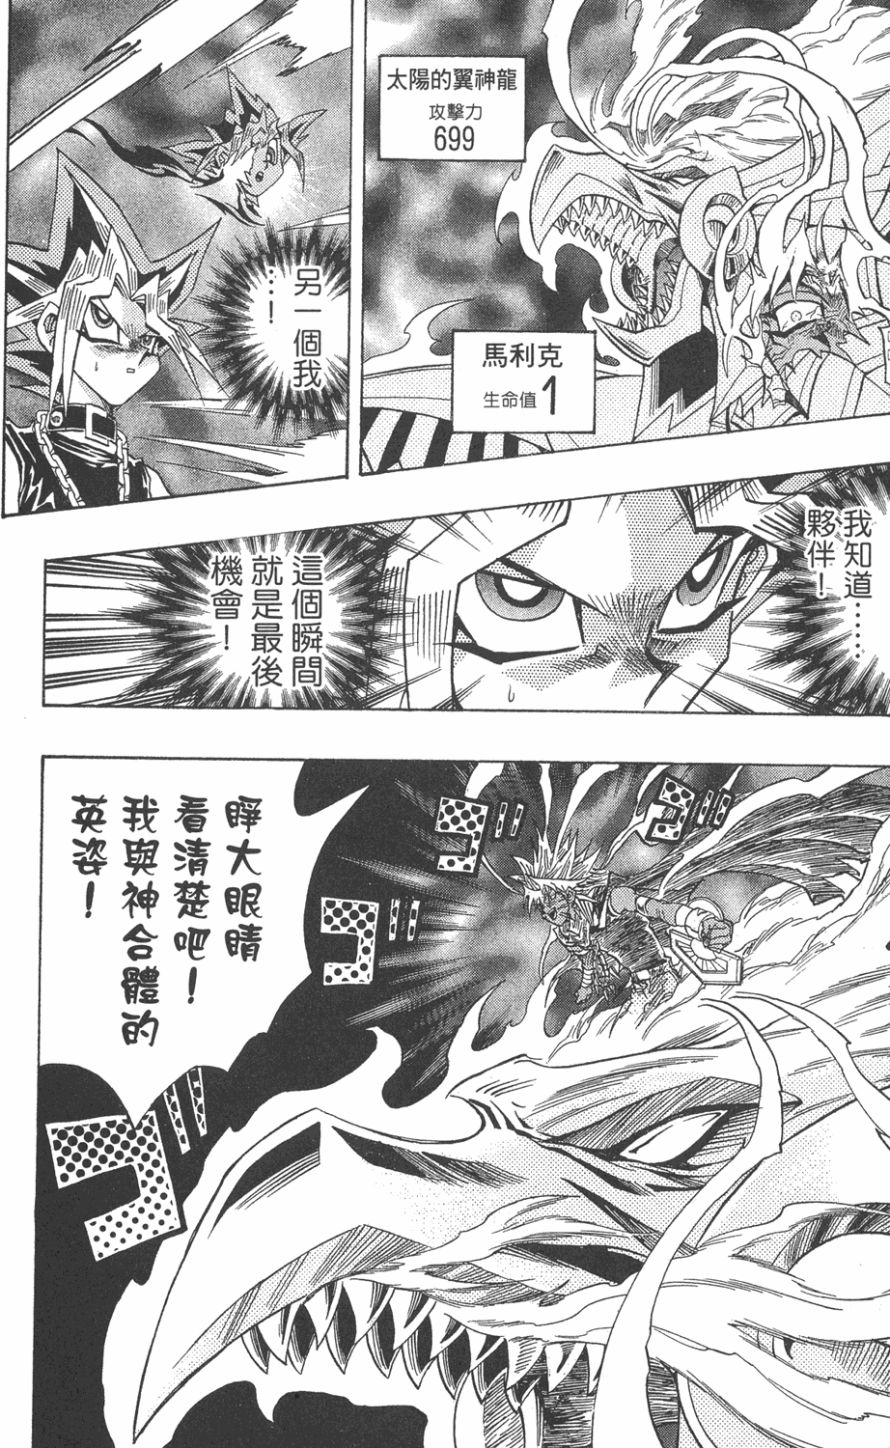 太陽的翼神龍
攻擊力
699
馬利克
生命值 1
另一個我
…！
我知道……
夥伴！
這個瞬間
就是最後
機會！
ゴゴ
ゴゴ
睜大眼睛
看清楚吧！
我與神合體的
英姿！